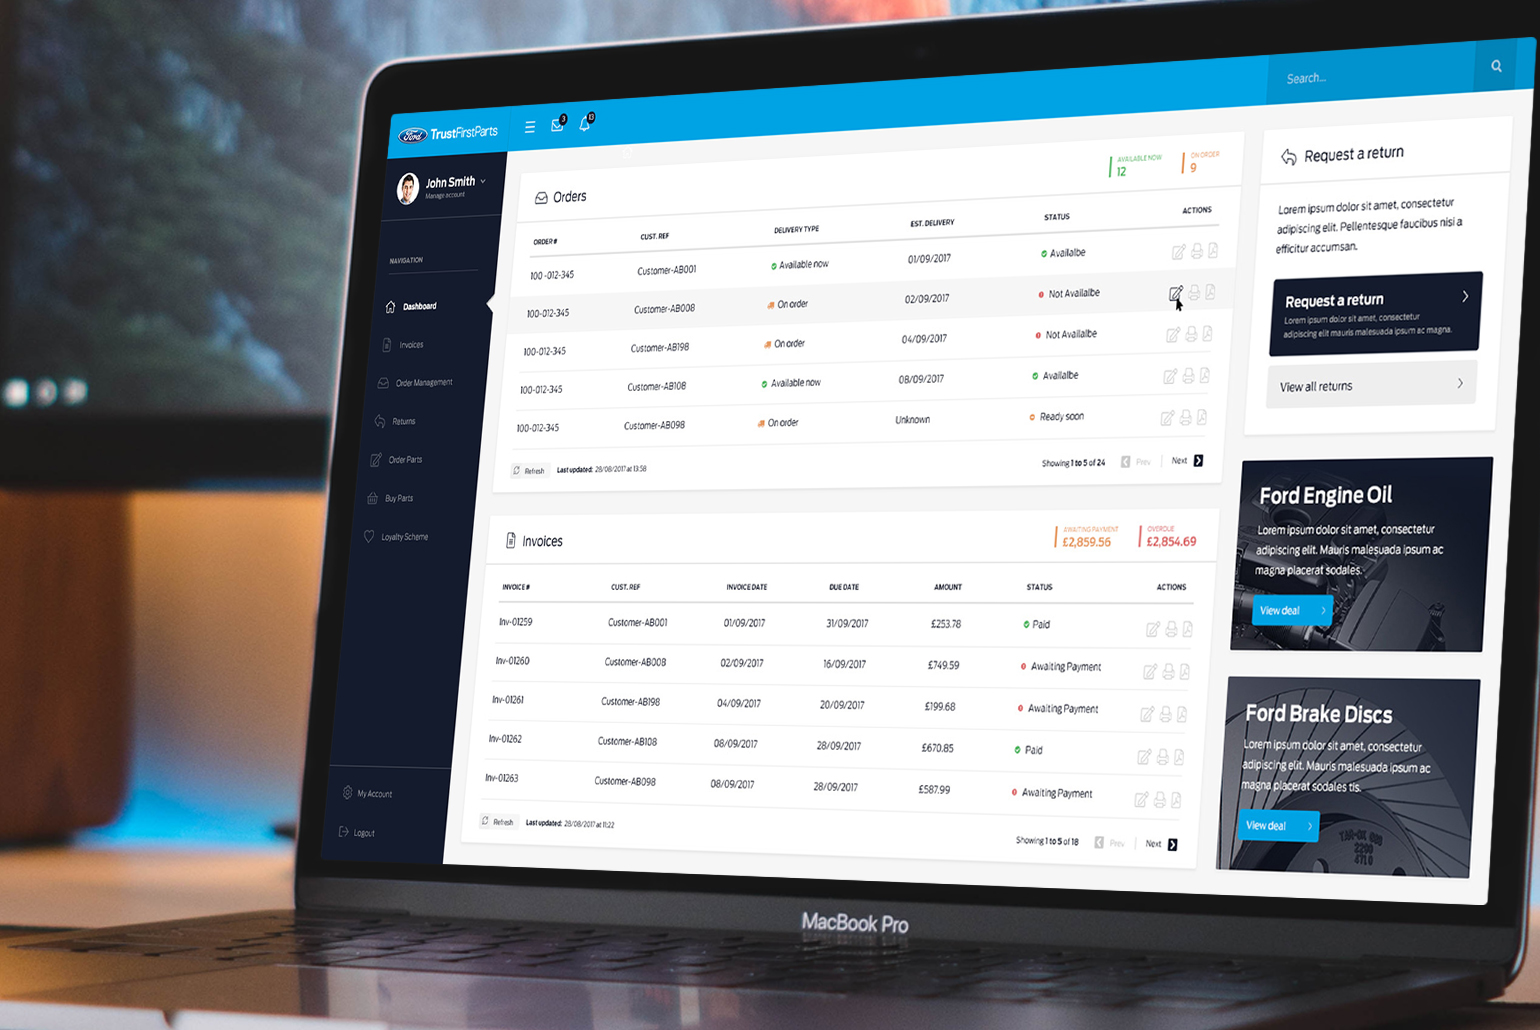 Ford TrustFirstParts
3
13
Search...
John Smith
Manage account
NAVIGATION
Dashboard
Invoices
Order Management
Returns
Order Parts
Buy Parts
Loyalty Scheme
My Account
Logout
Orders
AVAILABLE NOW
12
ON ORDER
9
ORDER # CUST. REF DELIVERY TYPE EST. DELIVERY STATUS ACTIONS
100 -012-345 Customer-AB001 Available now 01/09/2017 Availalbe
100-012-345 Customer-AB008 On order 02/09/2017 Not Availalbe
100-012-345 Customer-AB198 On order 04/09/2017 Not Availalbe
100-012-345 Customer-AB108 Available now 08/09/2017 Availalbe
100-012-345 Customer-AB098 On order Unknown Ready soon
Refresh Last updated: 28/08/2017 at 13:58 Showing 1 to 5 of 24 Prev Next
Invoices
AWAITING PAYMENT
£2,859.56
OVERDUE
£2,854.69
INVOICE # CUST. REF INVOICE DATE DUE DATE AMOUNT STATUS ACTIONS
Inv-01259 Customer-AB001 01/09/2017 31/09/2017 £253.78 Paid
Inv-01260 Customer-AB008 02/09/2017 16/09/2017 £749.59 Awaiting Payment
Inv-01261 Customer-AB198 04/09/2017 20/09/2017 £199.68 Awaiting Payment
Inv-01262 Customer-AB108 08/09/2017 28/09/2017 £670.85 Paid
Inv-01263 Customer-AB098 08/09/2017 28/09/2017 £587.99 Awaiting Payment
Refresh Last updated: 28/08/2017 at 11:22 Showing 1 to 5 of 18 Prev Next
Request a return
Lorem ipsum dolor sit amet, consectetur
adipiscing elit. Pellentesque faucibus nisi a
efficitur accumsan.
Request a return
Lorem ipsum dolor sit amet, consectetur
adipiscing elit mauris malesuada ipsum ac magna.
View all returns
Ford Engine Oil
Lorem ipsum dolor sit amet, consectetur
adipiscing elit. Mauris malesuada ipsum ac
magna placerat sodales.
View deal
Ford Brake Discs
Lorem ipsum dolor sit amet, consectetur
adipiscing elit. Mauris malesuada ipsum ac
magna placerat sodales tis.
View deal
2200
4710
MacBook Pro